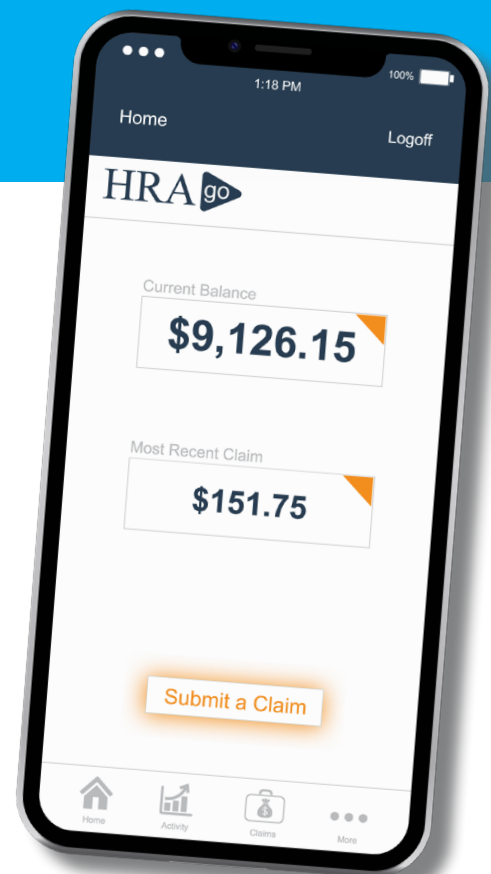 1:18 PM
100%
Home
Logoff
HRA go
Current Balance
$9,126.15
Most Recent Claim
$151.75
Submit a Claim
Home
Activity
$
Claims
More